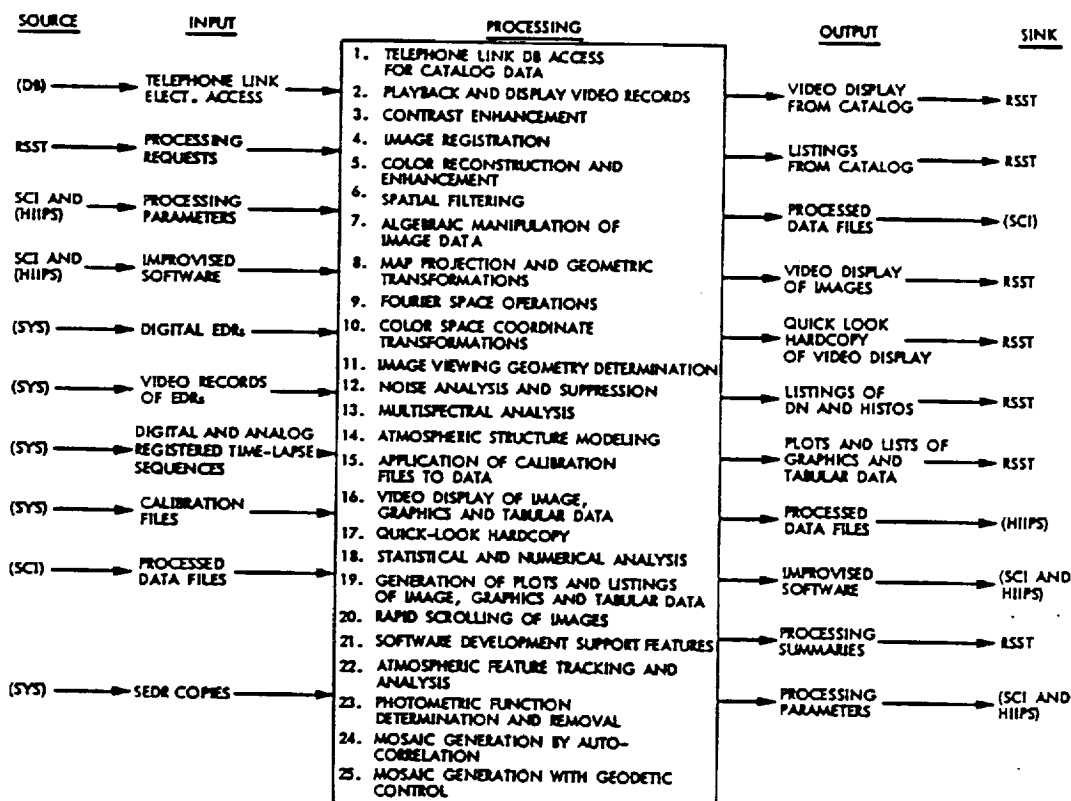 SOURCE
INPUT
PROCESSING
OUTPUT
SINK
(DB)
TELEPHONE LINK
ELECT. ACCESS
RSST
PROCESSING
REQUESTS
SCI AND
(HIIPS)
PROCESSING
PARAMETERS
SCI AND
(HIIPS)
IMPROVISED
SOFTWARE
(SYS)
DIGITAL EDRs
(SYS)
VIDEO RECORDS
OF EDRs
(SYS)
DIGITAL AND ANALOG
REGISTERED TIME-LAPSE
SEQUENCES
(SYS)
CALIBRATION
FILES
(SCI)
PROCESSED
DATA FILES
(SYS)
SEDR COPIES
1. TELEPHONE LINK DB ACCESS
FOR CATALOG DATA
2. PLAYBACK AND DISPLAY VIDEO RECORDS
3. CONTRAST ENHANCEMENT
4. IMAGE REGISTRATION
5. COLOR RECONSTRUCTION AND
ENHANCEMENT
6. SPATIAL FILTERING
7. ALGEBRAIC MANIPULATION OF
IMAGE DATA
8. MAP PROJECTION AND GEOMETRIC
TRANSFORMATIONS
9. FOURIER SPACE OPERATIONS
10. COLOR SPACE COORDINATE
TRANSFORMATIONS
11. IMAGE VIEWING GEOMETRY DETERMINATION
12. NOISE ANALYSIS AND SUPPRESSION
13. MULTISPECTRAL ANALYSIS
14. ATMOSPHERIC STRUCTURE MODELING
15. APPLICATION OF CALIBRATION
FILES TO DATA
16. VIDEO DISPLAY OF IMAGE,
GRAPHICS AND TABULAR DATA
17. QUICK-LOOK HARDCOPY
18. STATISTICAL AND NUMERICAL ANALYSIS
19. GENERATION OF PLOTS AND LISTINGS
OF IMAGE, GRAPHICS AND TABULAR DATA
20. RAPID SCROLLING OF IMAGES
21. SOFTWARE DEVELOPMENT SUPPORT FEATURES
22. ATMOSPHERIC FEATURE TRACKING AND
ANALYSIS
23. PHOTOMETRIC FUNCTION
DETERMINATION AND REMOVAL
24. MOSAIC GENERATION BY AUTO-
CORRELATION
25. MOSAIC GENERATION WITH GEODETIC
CONTROL
VIDEO DISPLAY
FROM CATALOG
RSST
LISTINGS
FROM CATALOG
RSST
PROCESSED
DATA FILES
(SCI)
VIDEO DISPLAY
OF IMAGES
RSST
QUICK LOOK
HARDCOPY
OF VIDEO DISPLAY
RSST
LISTINGS OF
DN AND HISTOS
RSST
PLOTS AND LISTS OF
GRAPHICS AND
TABULAR DATA
RSST
PROCESSED
DATA FILES
(HIIPS)
IMPROVISED
SOFTWARE
(SCI AND
HIIPS)
PROCESSING
SUMMARIES
RSST
PROCESSING
PARAMETERS
(SCI AND
HIIPS)